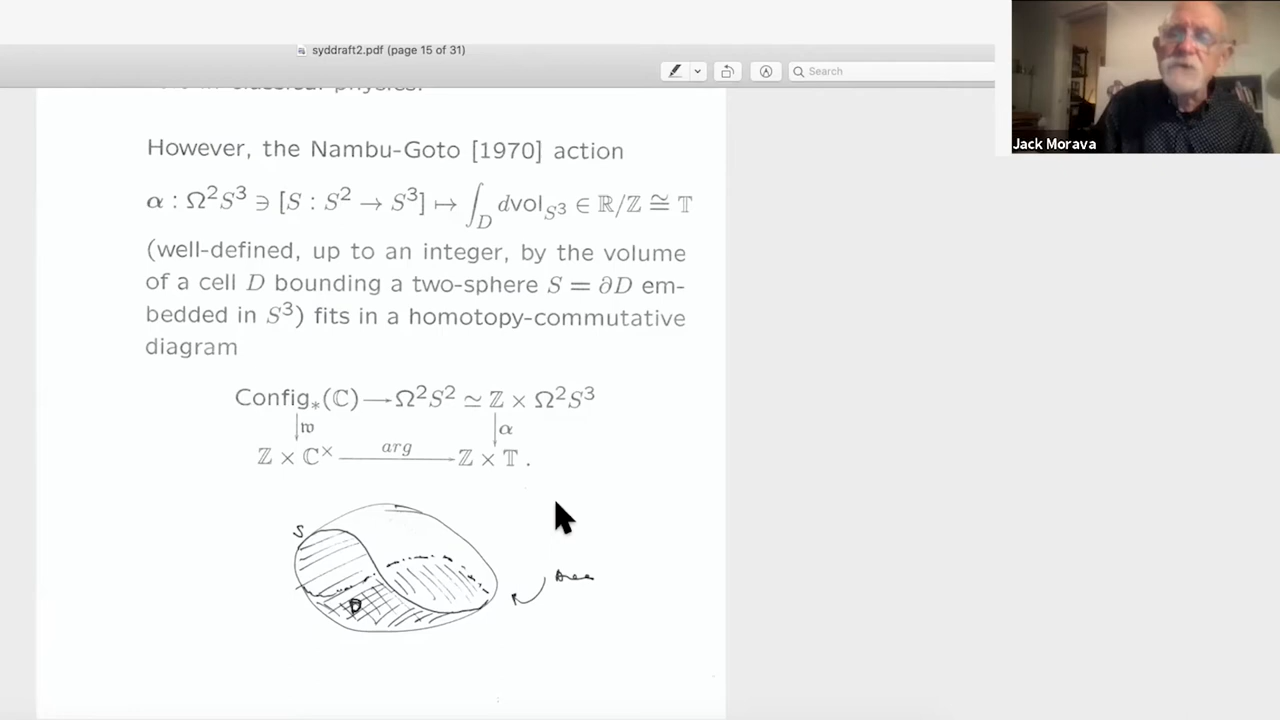 syddraft2.pdf (page 15 of 31)
Search
Jack Morava
However, the Nambu-Goto [1970] action
α : Ω²S³ ∋ [S : S² → S³] ↦ ∫_D dvol_{S³} ∈ ℝ/ℤ ≅ 𝕋
(well-defined, up to an integer, by the volume
of a cell D bounding a two-sphere S = ∂D em-
bedded in S³) fits in a homotopy-commutative
diagram
Config_*(ℂ) → Ω²S² ≃ ℤ × Ω²S³
𝔴 α
ℤ × ℂ^× arg → ℤ × 𝕋 .
S
D